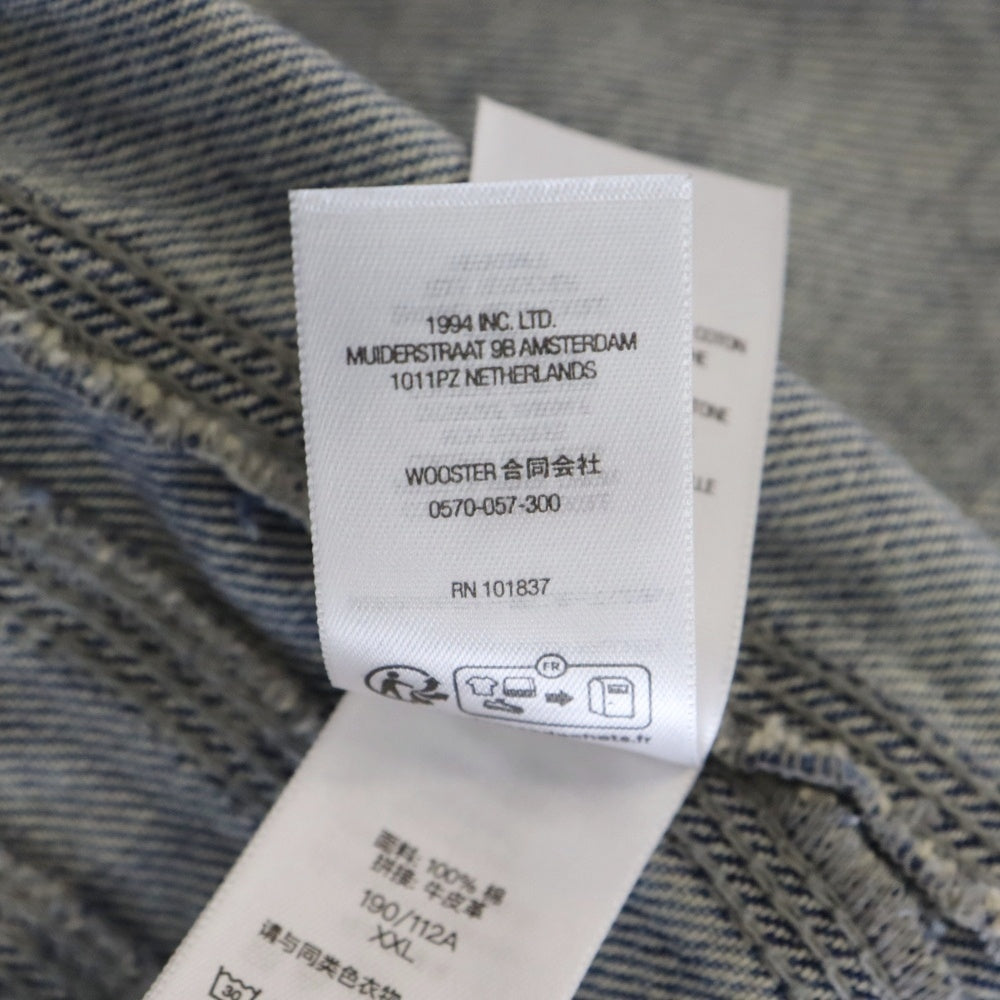 1994 INC. LTD.
MUIDERSTRAAT 9B AMSTERDAM
1011PZ NETHERLANDS
WOOSTER 合同会社
0570-057-300
RN 101837
FR
面料: 100% 棉
拼接: 牛皮革
190/112A
XXL
请与同类色衣物
30